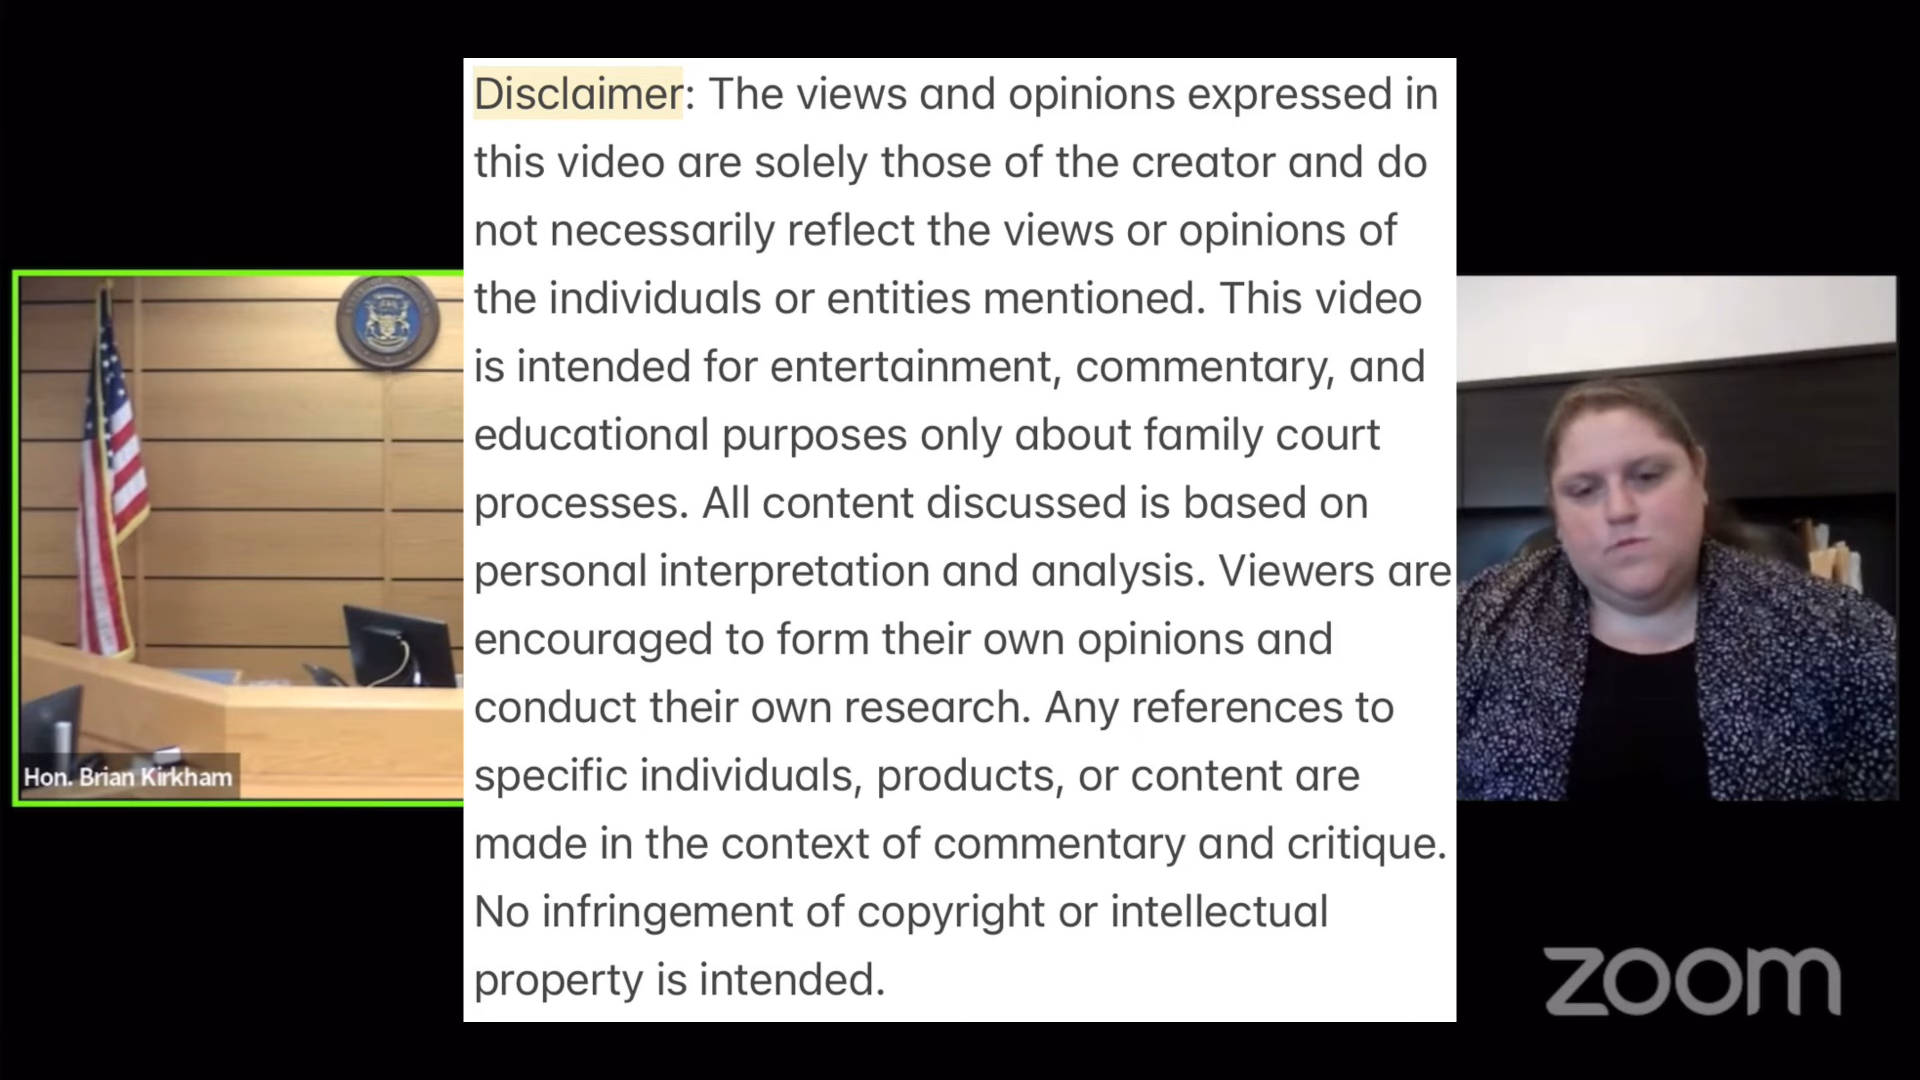 Disclaimer: The views and opinions expressed in
this video are solely those of the creator and do
not necessarily reflect the views or opinions of
the individuals or entities mentioned. This video
is intended for entertainment, commentary, and
educational purposes only about family court
processes. All content discussed is based on
personal interpretation and analysis. Viewers are
encouraged to form their own opinions and
conduct their own research. Any references to
specific individuals, products, or content are
made in the context of commentary and critique.
No infringement of copyright or intellectual
property is intended.
Hon. Brian Kirkham
zoom